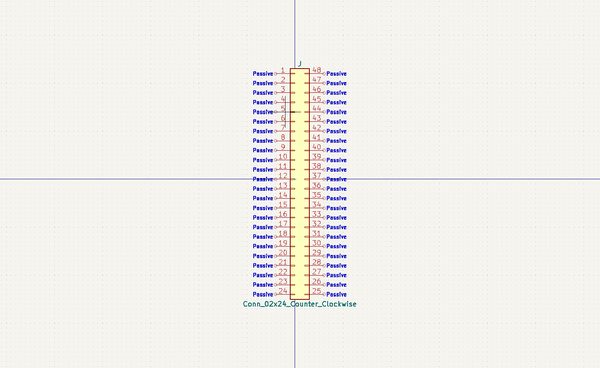 J
Passive 1 48 Passive
Passive 2 47 Passive
Passive 3 46 Passive
Passive 4 45 Passive
Passive 5 44 Passive
Passive 6 43 Passive
Passive 7 42 Passive
Passive 8 41 Passive
Passive 9 40 Passive
Passive 10 39 Passive
Passive 11 38 Passive
Passive 12 37 Passive
Passive 13 36 Passive
Passive 14 35 Passive
Passive 15 34 Passive
Passive 16 33 Passive
Passive 17 32 Passive
Passive 18 31 Passive
Passive 19 30 Passive
Passive 20 29 Passive
Passive 21 28 Passive
Passive 22 27 Passive
Passive 23 26 Passive
Passive 24 25 Passive
Conn_02x24_Counter_Clockwise